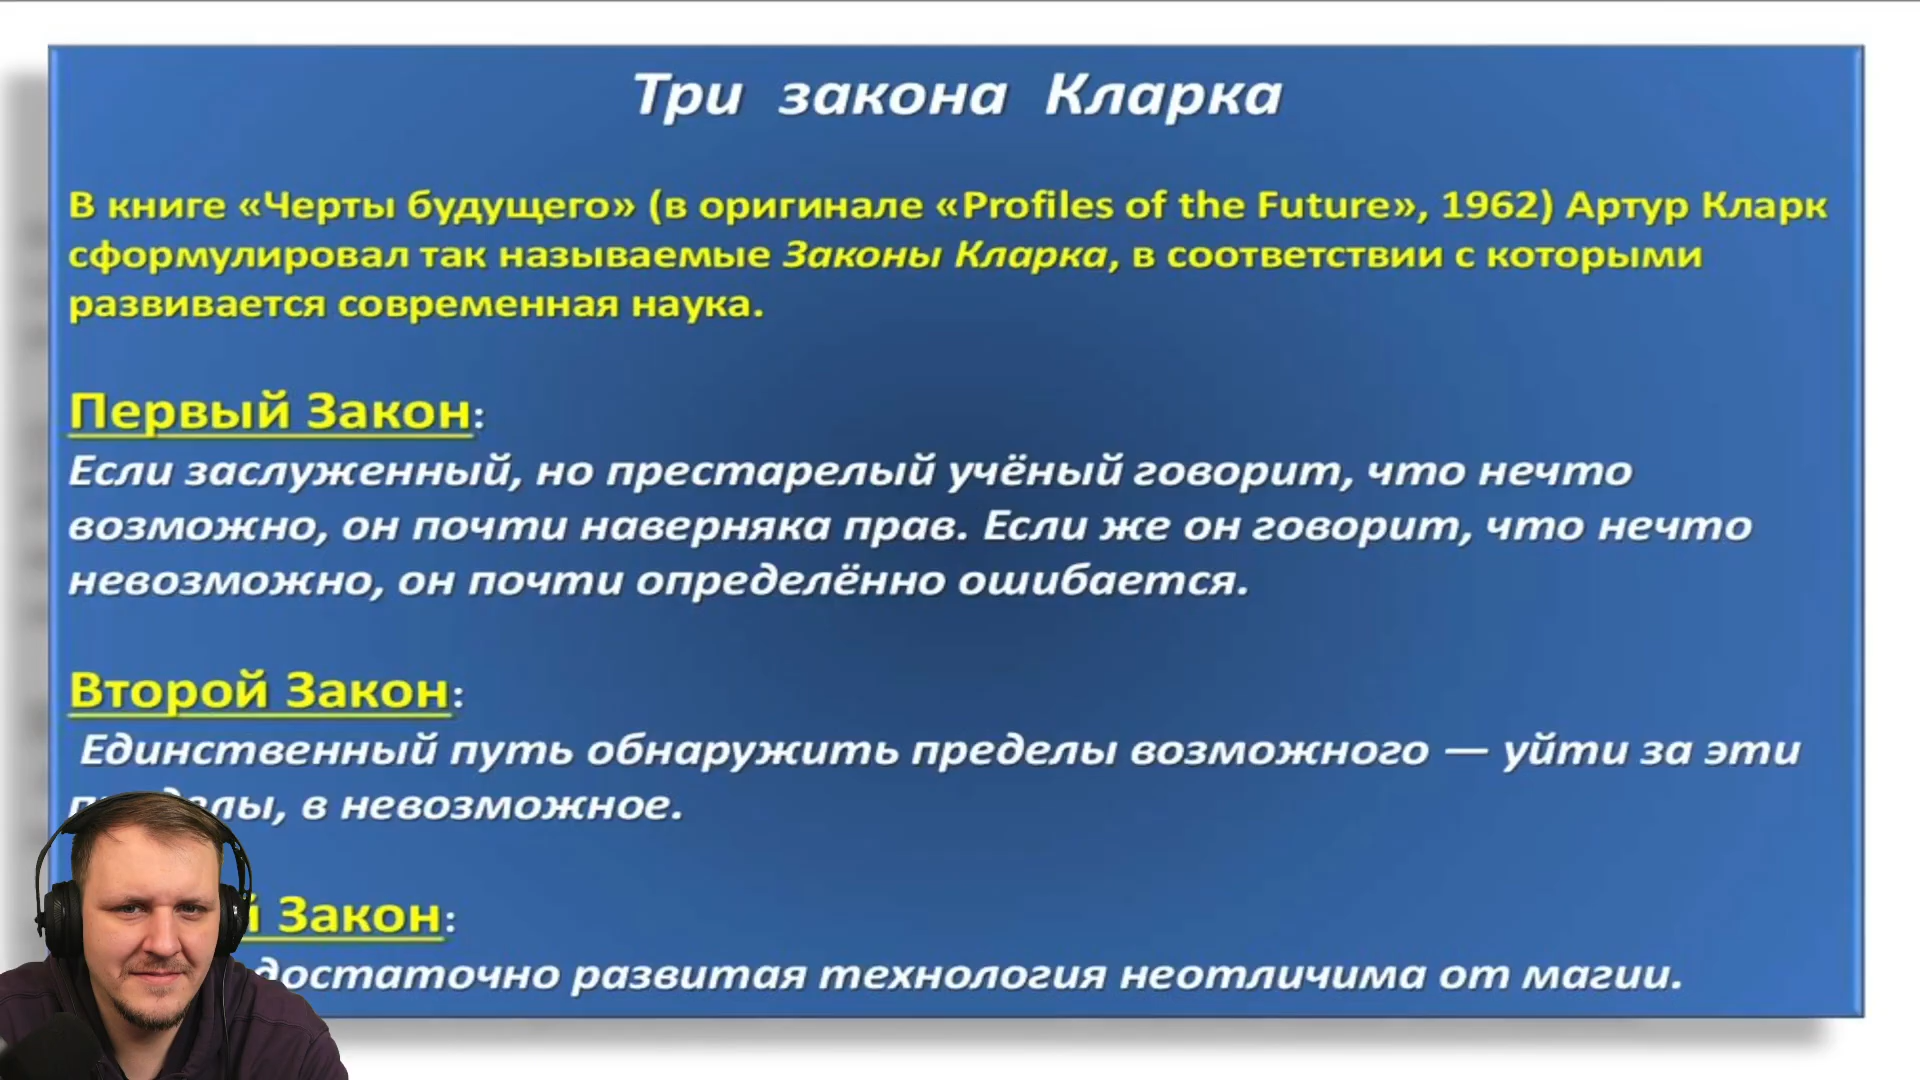 Три закона Кларка
В книге «Черты будущего» (в оригинале «Profiles of the Future», 1962) Артур Кларк
сформулировал так называемые Законы Кларка, в соответствии с которыми
развивается современная наука.
Первый Закон:
Если заслуженный, но престарелый учёный говорит, что нечто
возможно, он почти наверняка прав. Если же он говорит, что нечто
невозможно, он почти определённо ошибается.
Второй Закон:
Единственный путь обнаружить пределы возможного — уйти за эти
в невозможное.
Закон:
достаточно развитая технология неотличима от магии.